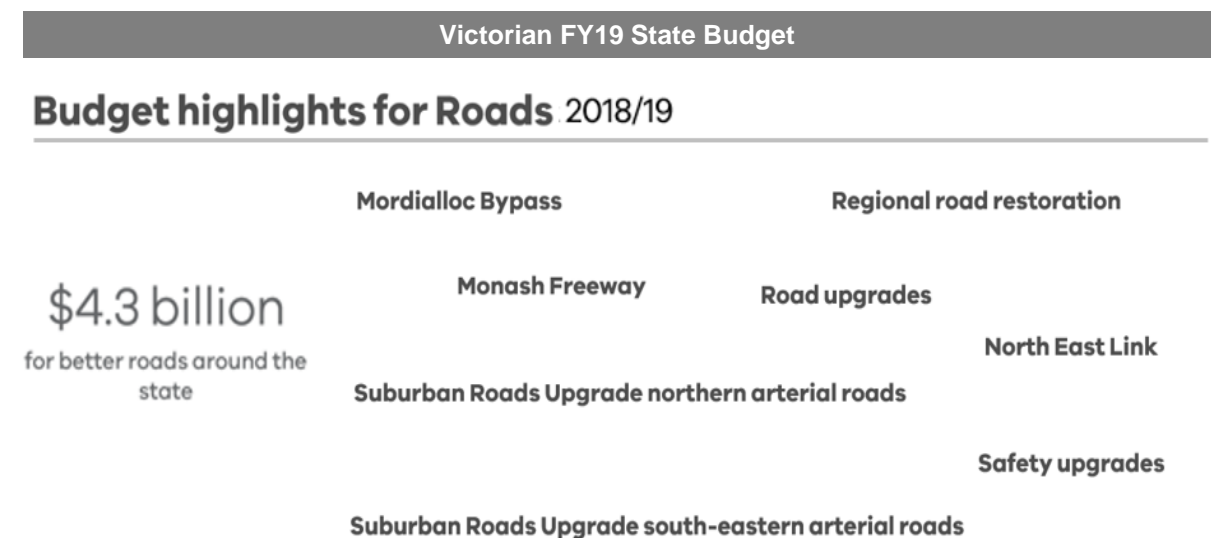 Victorian FY19 State Budget
Budget highlights for Roads 2018/19
Mordialloc Bypass
Regional road restoration
$4.3 billion
for better roads around the
state
Monash Freeway
Road upgrades
North East Link
Suburban Roads Upgrade northern arterial roads
Safety upgrades
Suburban Roads Upgrade south-eastern arterial roads